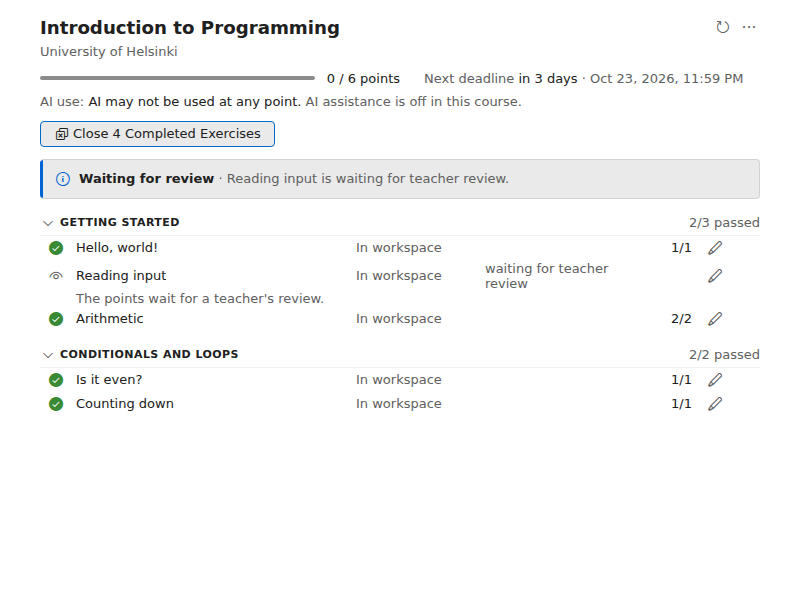 Introduction to Programming
University of Helsinki
0 / 6 points Next deadline in 3 days · Oct 23, 2026, 11:59 PM
AI use: AI may not be used at any point. AI assistance is off in this course.
Close 4 Completed Exercises
Waiting for review · Reading input is waiting for teacher review.
GETTING STARTED 2/3 passed
Hello, world! In workspace 1/1
Reading input In workspace waiting for teacher review
The points wait for a teacher's review.
Arithmetic In workspace 2/2
CONDITIONALS AND LOOPS 2/2 passed
Is it even? In workspace 1/1
Counting down In workspace 1/1